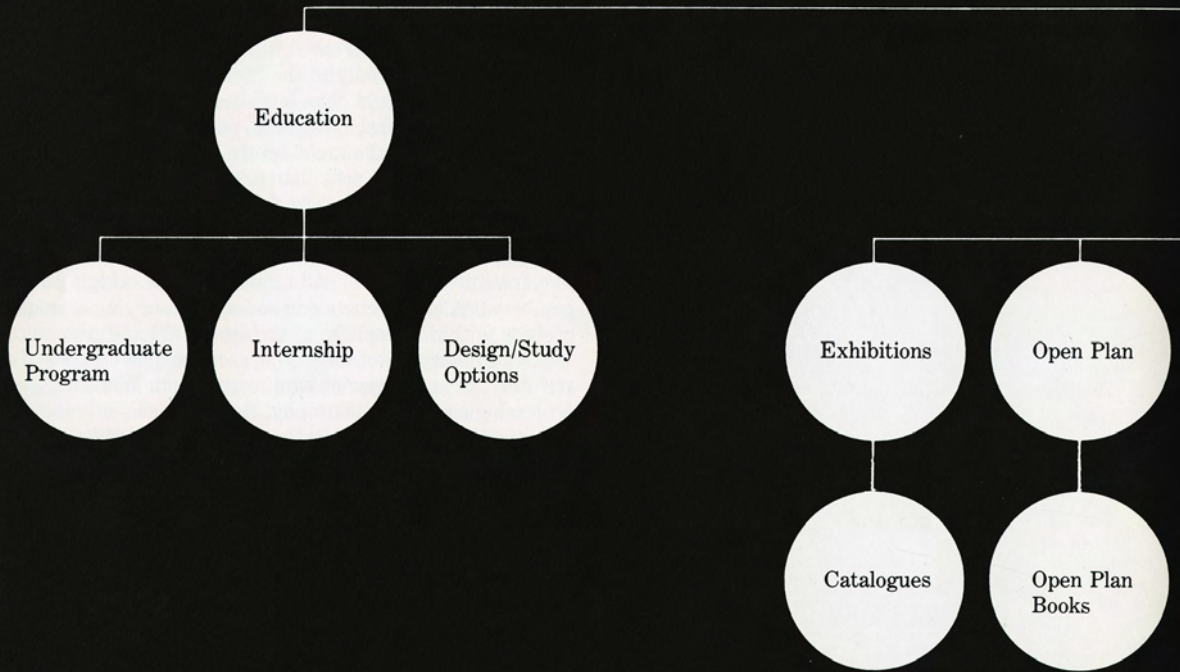 Education
Undergraduate
Program
Internship
Design/Study
Options
Exhibitions
Open Plan
Catalogues
Open Plan
Books